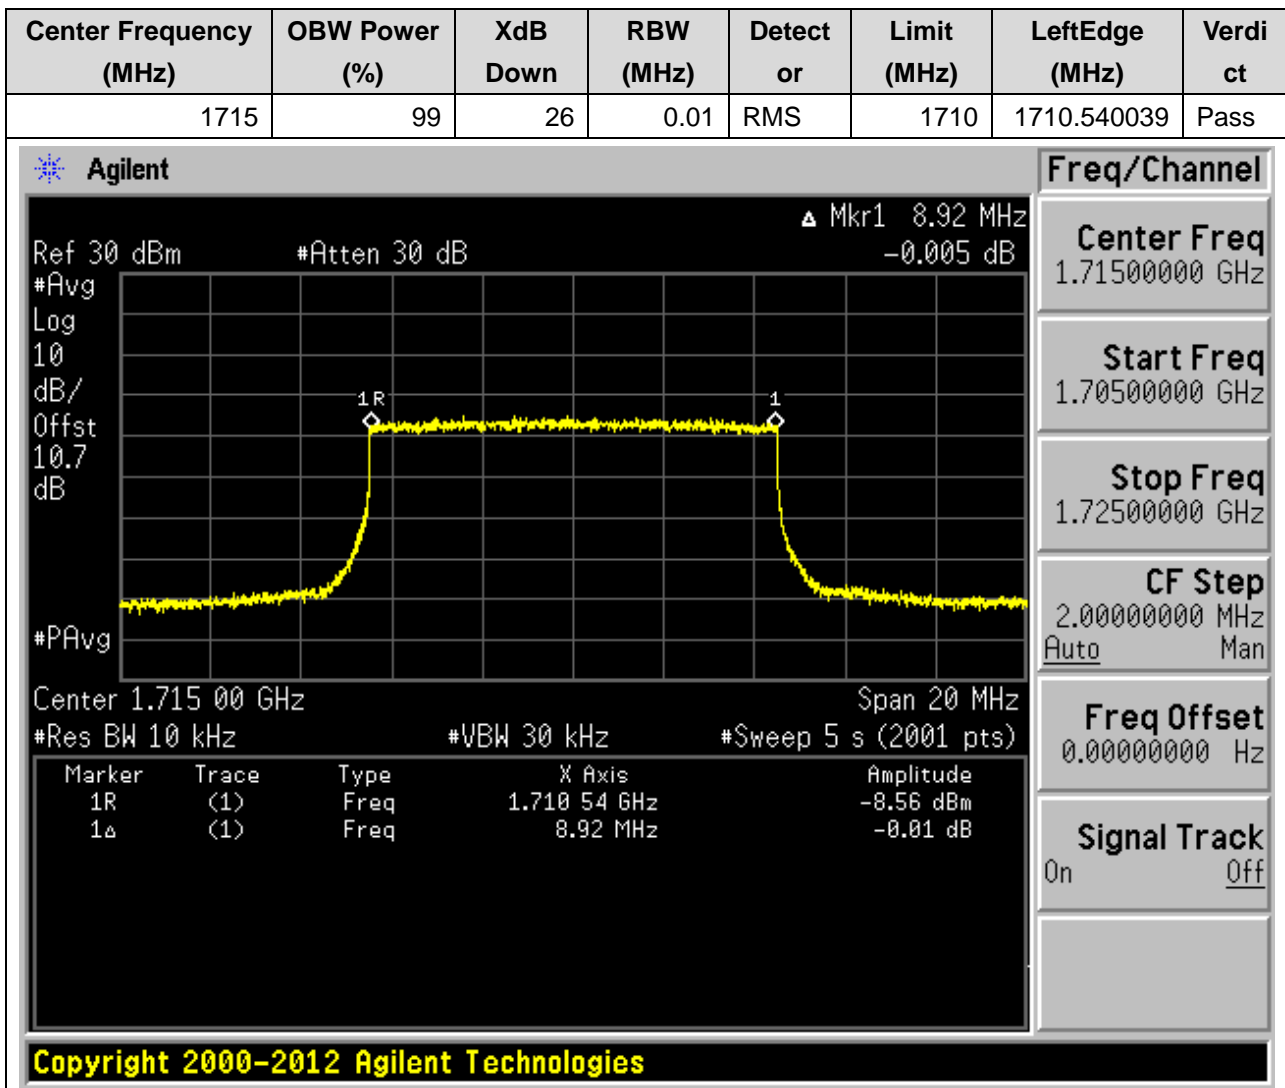 Center Frequency OBW Power XdB RBW Detect Limit LeftEdge Verdi
(MHz) (%) Down (MHz) or (MHz) (MHz) ct
1715 99 26 0.01 RMS 1710 1710.540039 Pass
Agilent
Freq/Channel
Δ Mkr1 8.92 MHz
Ref 30 dBm #Atten 30 dB -0.005 dB
#Avg
Log
10
dB/
Offst
10.7
dB
1R
1
#PAvg
Center 1.715 00 GHz Span 20 MHz
#Res BW 10 kHz #VBW 30 kHz #Sweep 5 s (2001 pts)
Marker Trace Type X Axis Amplitude
1R (1) Freq 1.710 54 GHz -8.56 dBm
1Δ (1) Freq 8.92 MHz -0.01 dB
Center Freq
1.71500000 GHz
Start Freq
1.70500000 GHz
Stop Freq
1.72500000 GHz
CF Step
2.00000000 MHz
Auto Man
Freq Offset
0.00000000 Hz
Signal Track
On Off
Copyright 2000-2012 Agilent Technologies